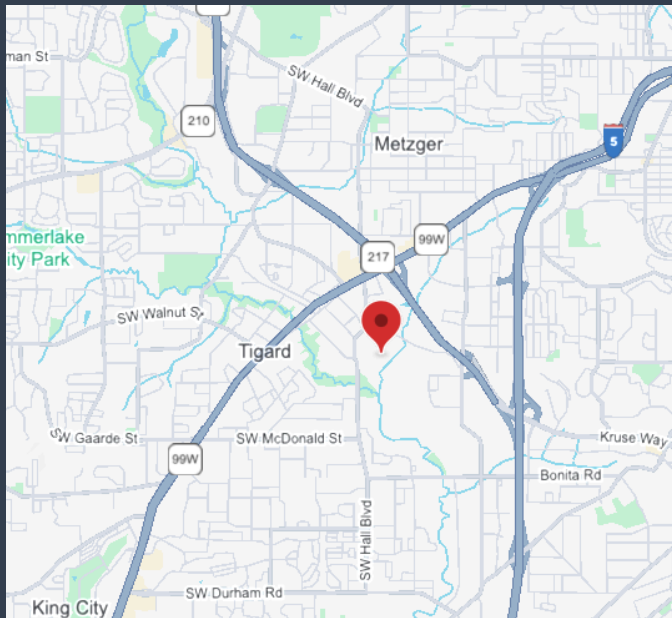 man St
SW Hall Blvd
210
5
Metzger
99W
217
mmerlake
ity Park
SW Walnut S
Tigard
SW Gaarde St
SW McDonald St
Kruse Way
99W
Bonita Rd
SW Hall Blvd
SW Durham Rd
King City